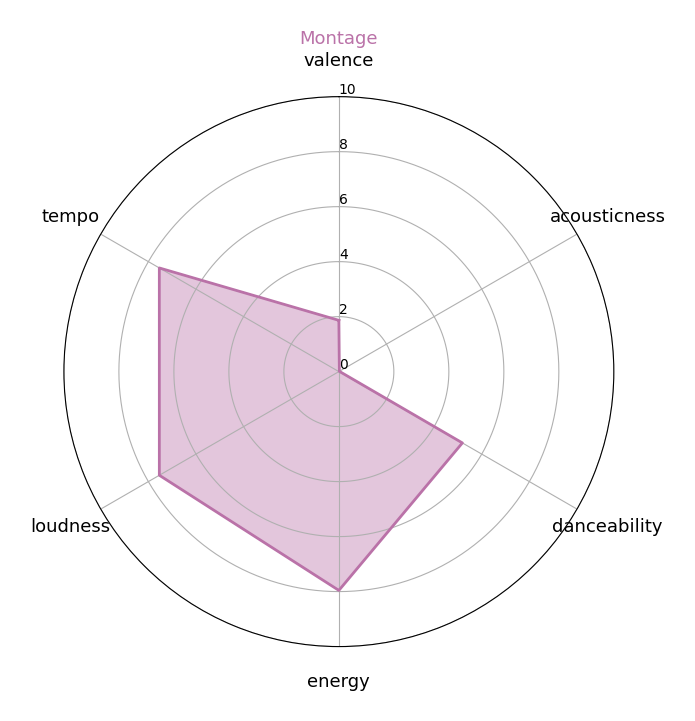 Montage
valence
10
8
6
4
2
0
tempo
acousticness
loudness
danceability
energy